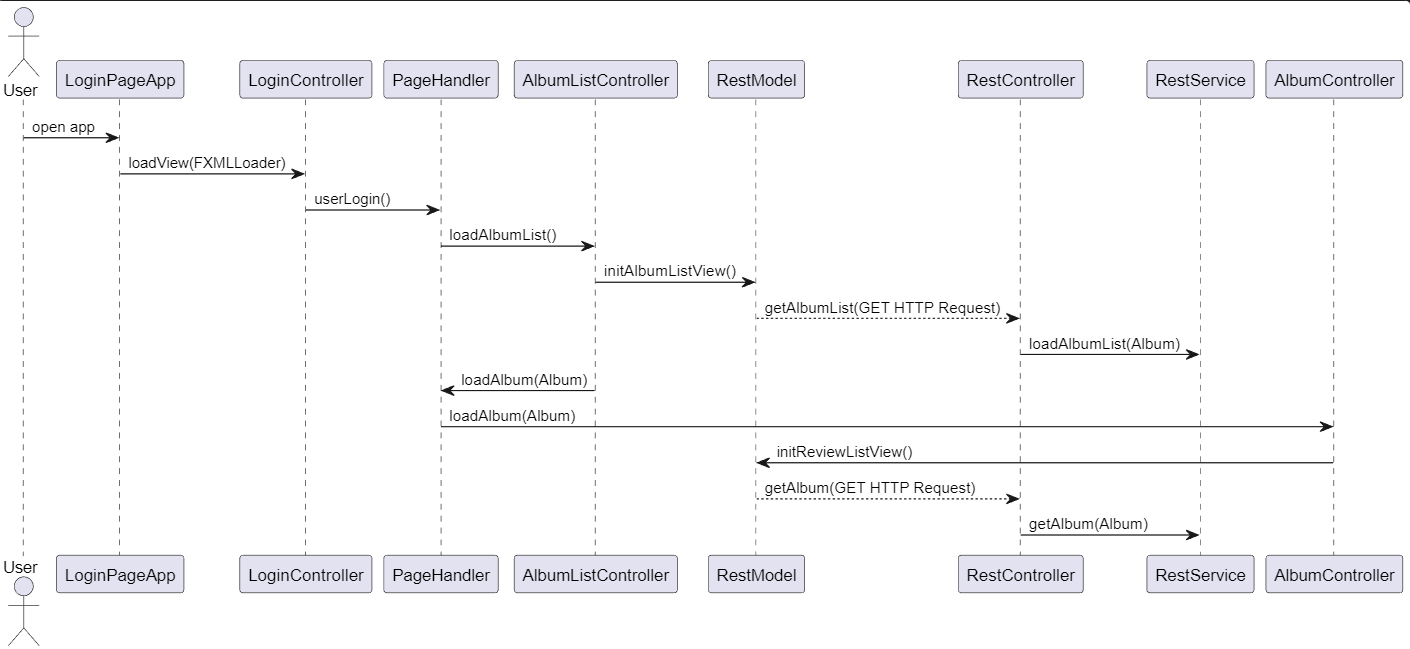 User
LoginPageApp
LoginController
PageHandler
AlbumListController
RestModel
RestController
RestService
AlbumController
open app
loadView(FXMLLoader)
userLogin()
loadAlbumList()
initAlbumListView()
getAlbumList(GET HTTP Request)
loadAlbumList(Album)
loadAlbum(Album)
loadAlbum(Album)
initReviewListView()
getAlbum(GET HTTP Request)
getAlbum(Album)
User
LoginPageApp
LoginController
PageHandler
AlbumListController
RestModel
RestController
RestService
AlbumController